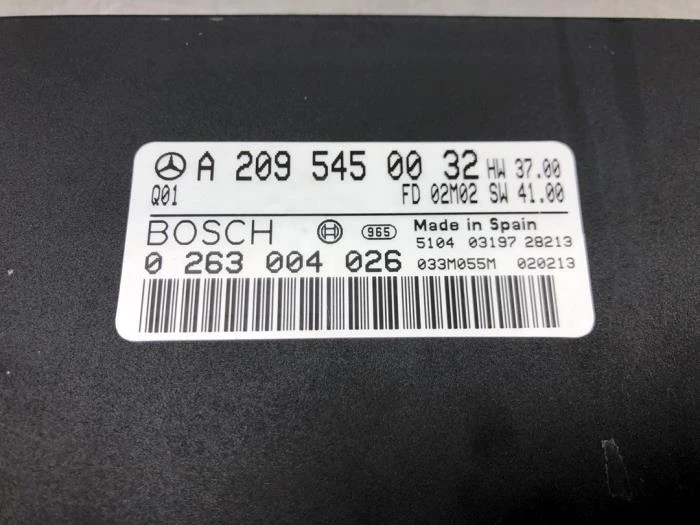 A 209 545 00 32 HW 37.00
Q01 FD 02M02 SW 41.00
BOSCH 965 Made in Spain
5104 03197 28213
0 263 004 026 033M055M 020213